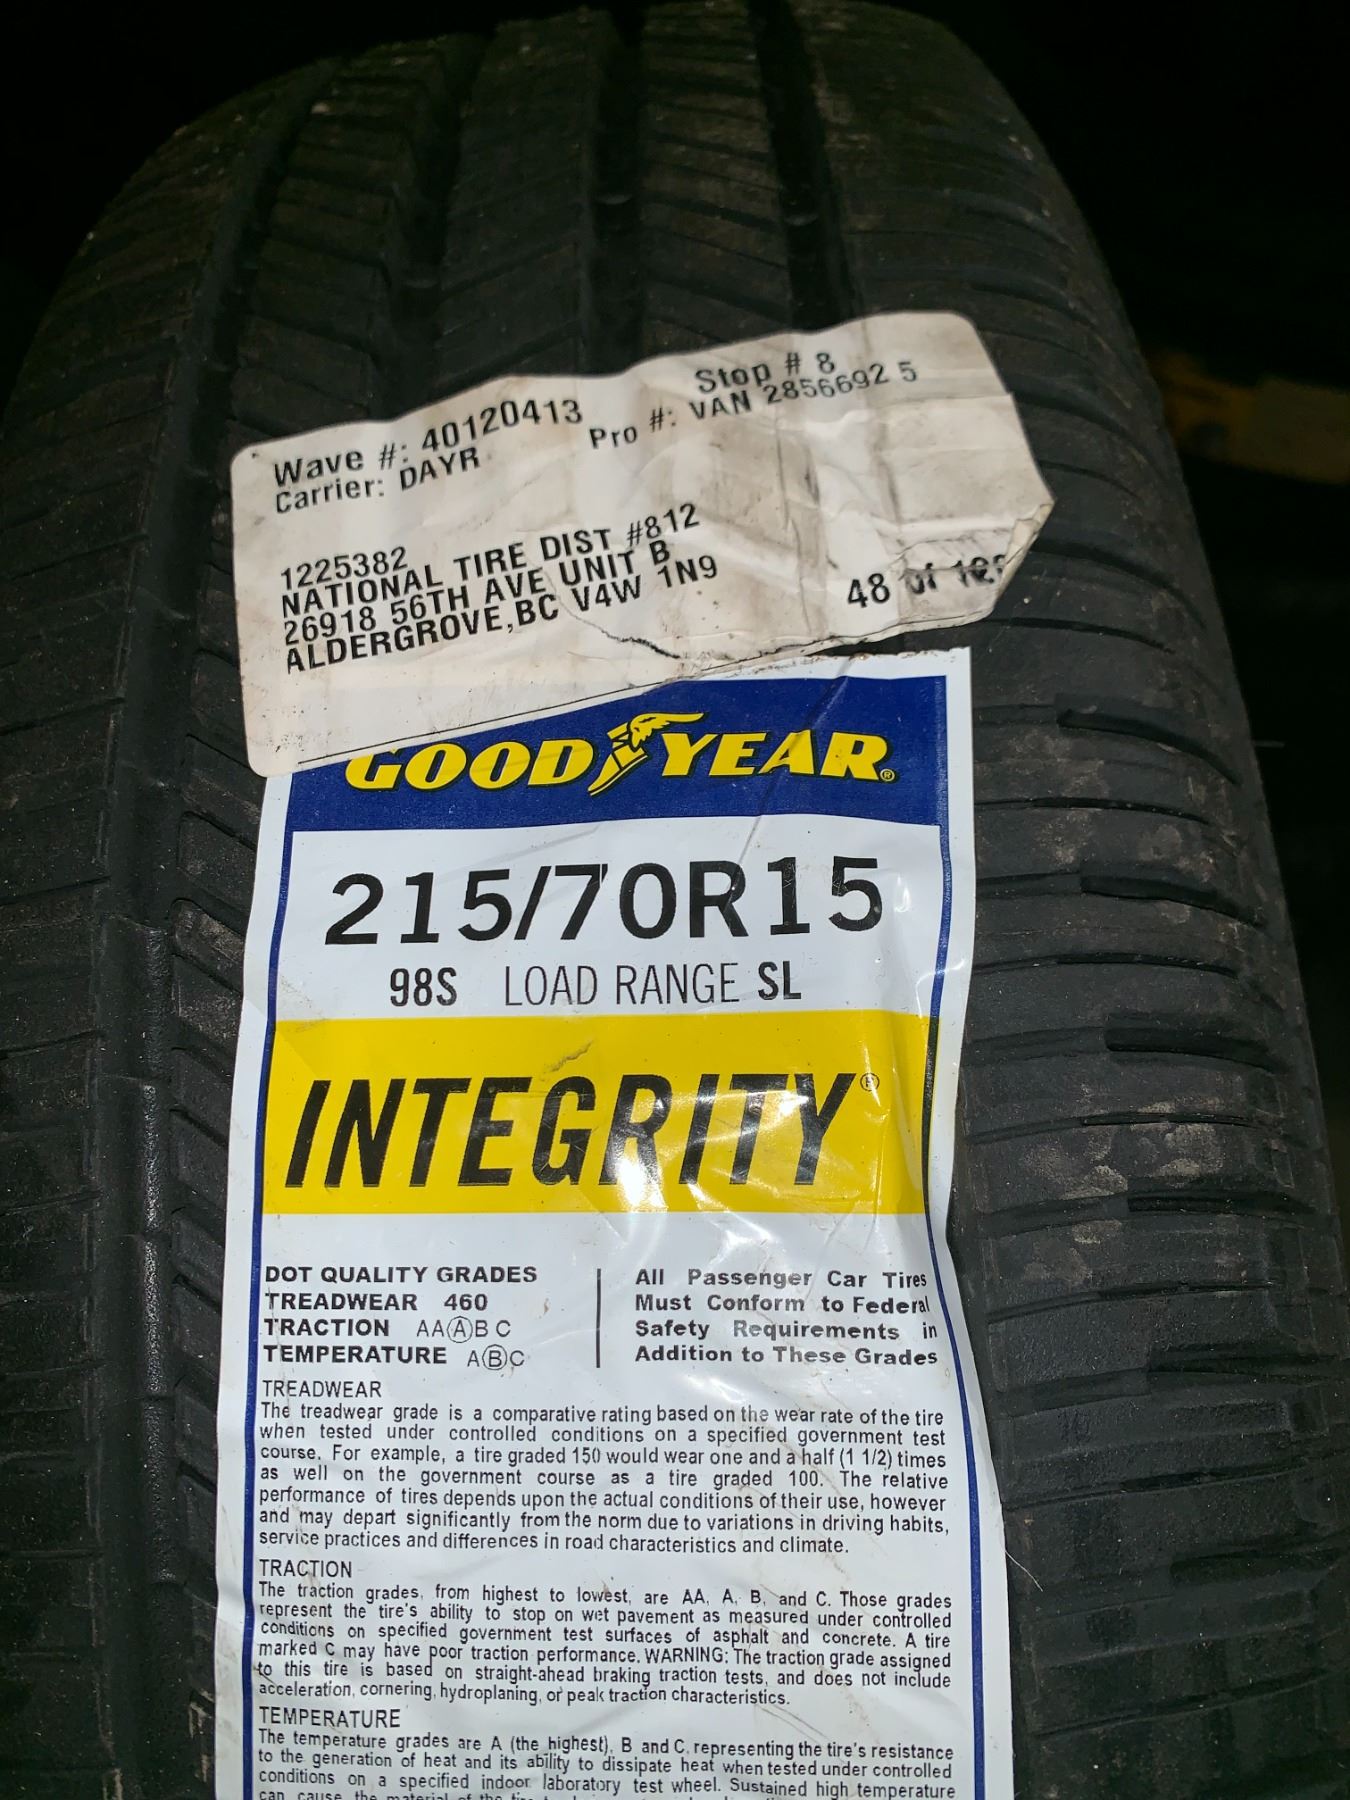 Stop # 8
Wave #: 40120413 Pro #: VAN 2856692 5
Carrier: DAYR
1225382
NATIONAL TIRE DIST #812
26918 56TH AVE UNIT B
ALDERGROVE,BC V4W 1N9
48 of
GOODYEAR®
215/70R15
98S LOAD RANGE SL
INTEGRITY®
DOT QUALITY GRADES
TREADWEAR 460
TRACTION AA A B C
TEMPERATURE A B C
All Passenger Car Tires
Must Conform to Federal
Safety Requirements in
Addition to These Grades
TREADWEAR
The treadwear grade is a comparative rating based on the wear rate of the tire
when tested under controlled conditions on a specified government test
course. For example, a tire graded 150 would wear one and a half (1 1/2) times
as well on the government course as a tire graded 100. The relative
performance of tires depends upon the actual conditions of their use, however
and may depart significantly from the norm due to variations in driving habits,
service practices and differences in road characteristics and climate.
TRACTION
The traction grades, from highest to lowest, are AA, A, B, and C. Those grades
represent the tire's ability to stop on wet pavement as measured under controlled
conditions on specified government test surfaces of asphalt and concrete. A tire
marked C may have poor traction performance. WARNING: The traction grade assigned
to this tire is based on straight-ahead braking traction tests, and does not include
acceleration, cornering, hydroplaning, or peak traction characteristics.
TEMPERATURE
The temperature grades are A (the highest), B and C, representing the tire's resistance
to the generation of heat and its ability to dissipate heat when tested under controlled
conditions on a specified indoor laboratory test wheel. Sustained high temperature
can cause the material of the